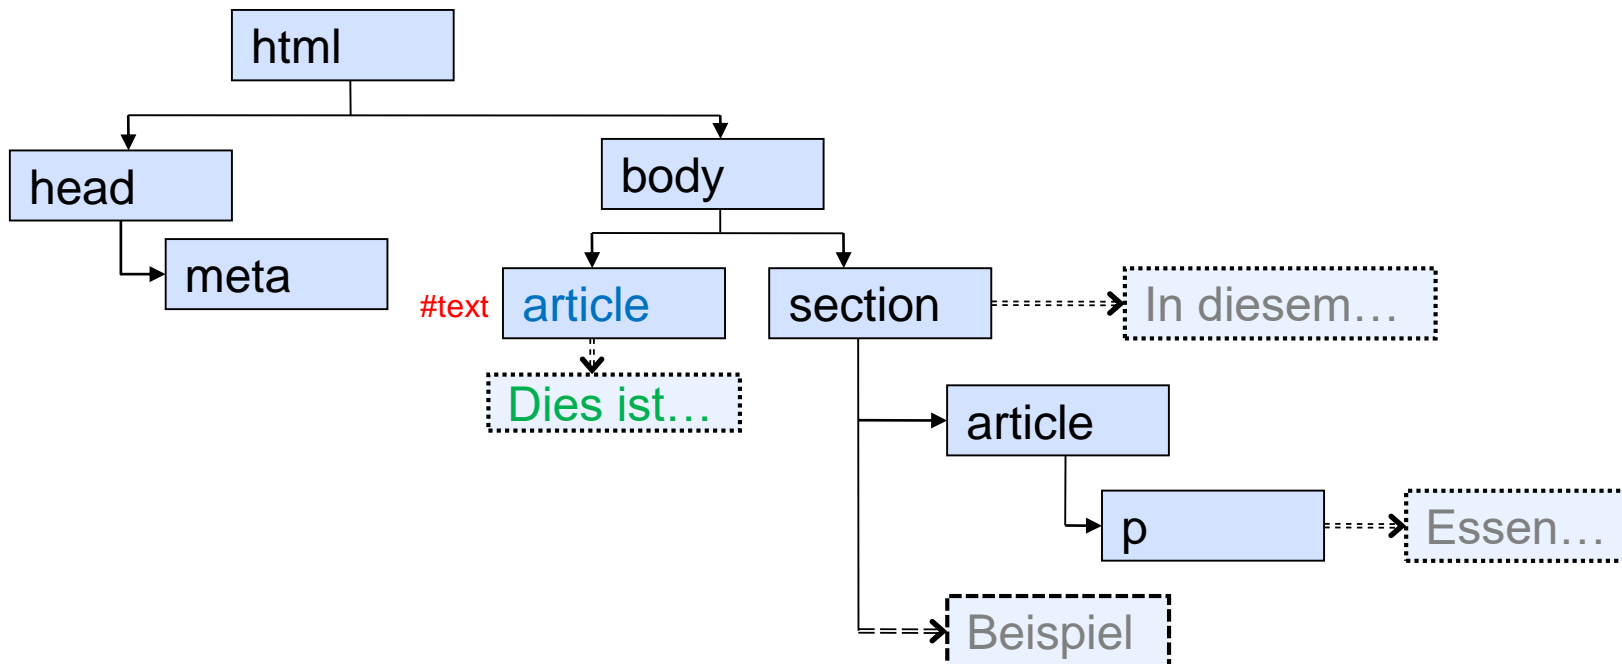 html
head
body
meta
#text
article
section
In diesem…
Dies ist…
article
p
Essen…
Beispiel